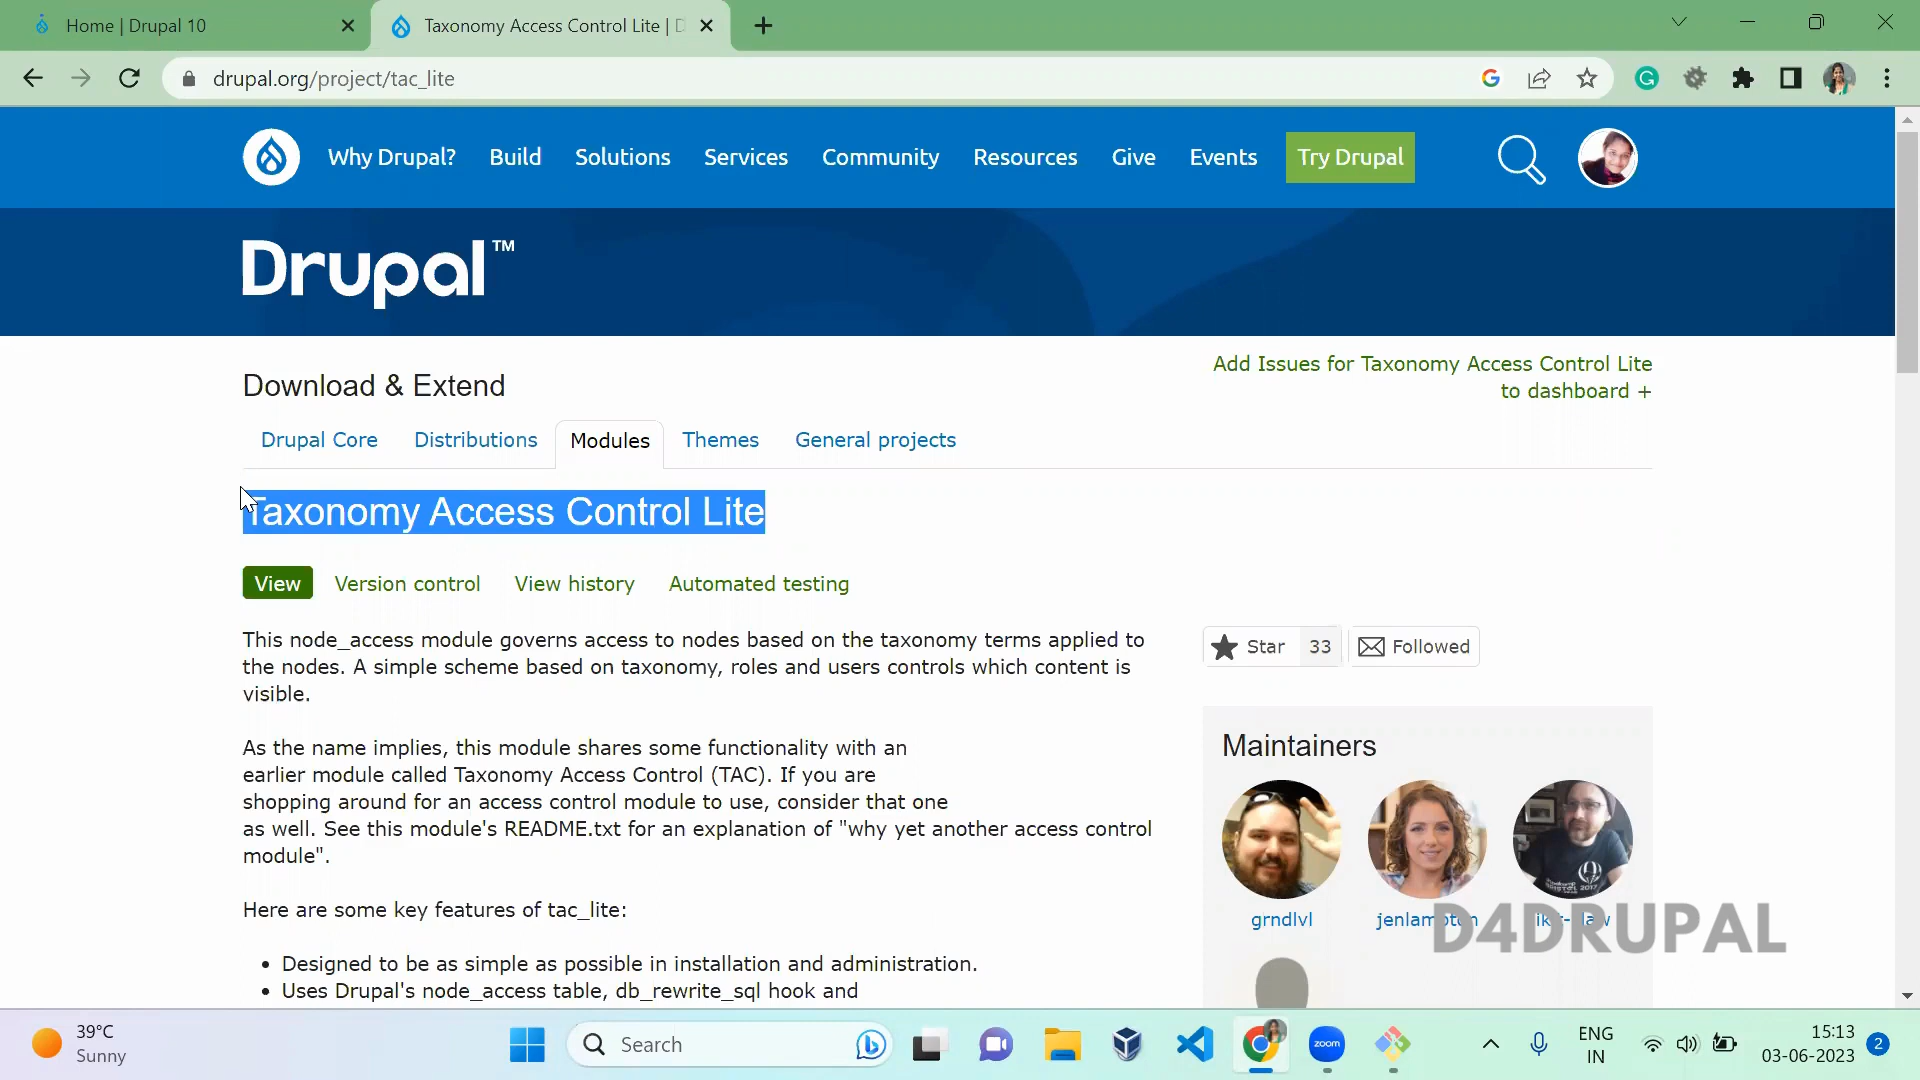 Home | Drupal 10
Taxonomy Access Control Lite |
drupal.org/project/tac_lite
Why Drupal? Build Solutions Services Community Resources Give Events Try Drupal
Drupal™
Add Issues for Taxonomy Access Control Lite
to dashboard +
Download & Extend
Drupal Core Distributions Modules Themes General projects
Taxonomy Access Control Lite
View Version control View history Automated testing
This node_access module governs access to nodes based on the taxonomy terms applied to
the nodes. A simple scheme based on taxonomy, roles and users controls which content is
visible.
As the name implies, this module shares some functionality with an
earlier module called Taxonomy Access Control (TAC). If you are
shopping around for an access control module to use, consider that one
as well. See this module's README.txt for an explanation of "why yet another access control
module".
Here are some key features of tac_lite:
• Designed to be as simple as possible in installation and administration.
• Uses Drupal's node_access table, db_rewrite_sql hook and
Star 33 Followed
Maintainers
grndlvl
D4DRUPAL
39°C
Sunny
Search
zoom
ENG
IN
15:13
03-06-2023
2